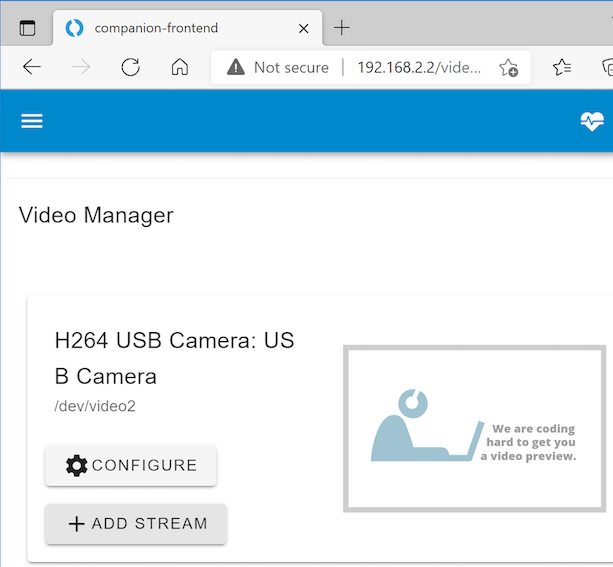 companion-frontend
Not secure
192.168.2.2/vide...
Video Manager
H264 USB Camera: US
B Camera
/dev/video2
CONFIGURE
ADD STREAM
We are coding
hard to get you
a video preview.